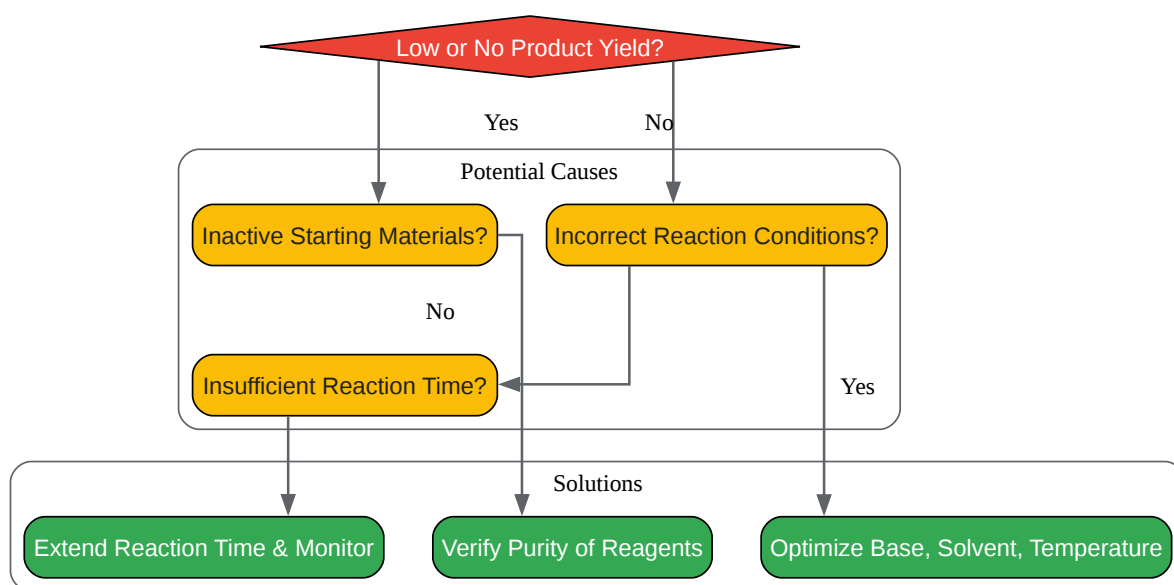 Low or No Product Yield?
Yes
No
Potential Causes
Inactive Starting Materials?
Incorrect Reaction Conditions?
No
Insufficient Reaction Time?
Yes
Solutions
Extend Reaction Time & Monitor
Verify Purity of Reagents
Optimize Base, Solvent, Temperature